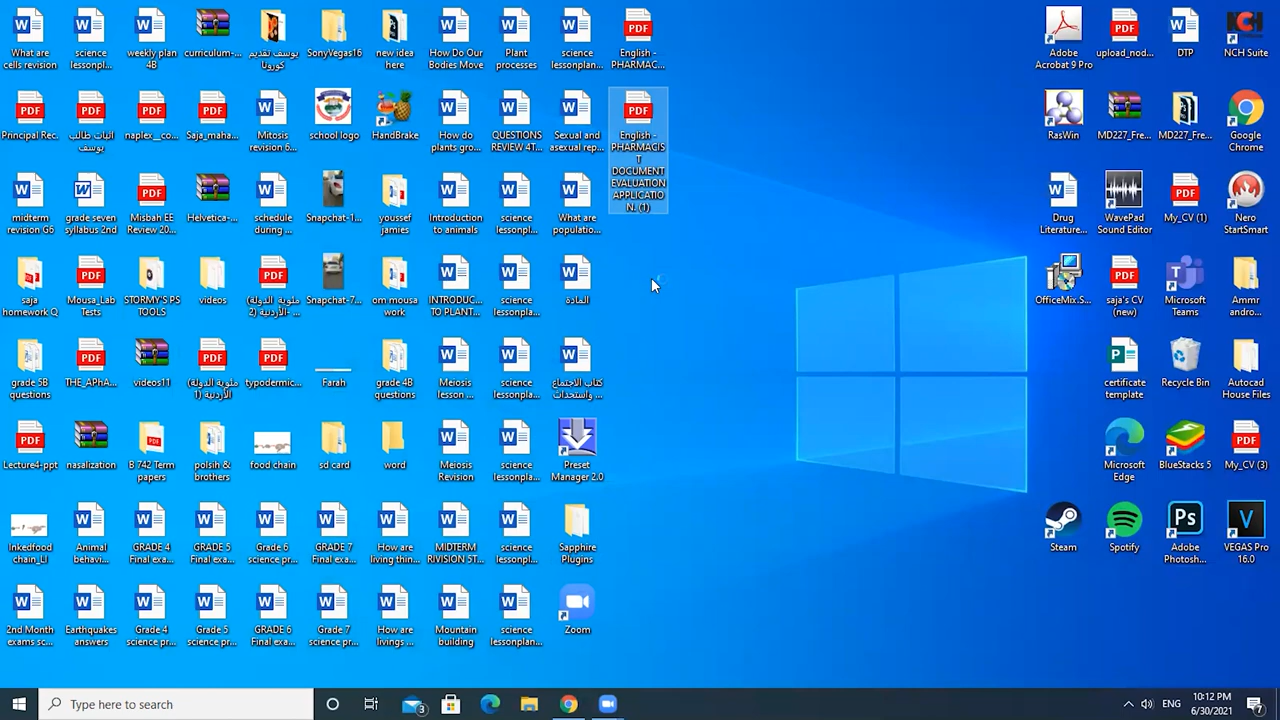 What are
cells revision
science
lessonpl...
weekly plan
4B
curriculum-...
يوسف تقديم
كورونا
SonyVegas16
new idea
here
How Do Our
Bodies Move
Plant
processes
science
lessonplan...
English -
PHARMAC...
Adobe
Acrobat 9 Pro
upload_nod...
DTP
NCH Suite
Principal Rec...
اثبات طالب
يوسف
naplex__co...
Saja_maha...
Mitosis
revision 6...
school logo
HandBrake
How do
plants gro...
QUESTIONS
REVIEW 4T...
Sexual and
asexual rep...
English -
PHARMACIS
T
DOCUMENT
EVALUATION
APPLICATIO
N. (1)
RasWin
MD227_Fre...
MD227_Fre...
Google
Chrome
midterm
revision G6
grade seven
syllabus 2nd
Misbah EE
Review 20...
Helvetica-...
schedule
during ...
Snapchat-1...
youssef
jamies
Introduction
to animals
science
lessonpl...
What are
populatio...
Drug
Literature...
WavePad
Sound Editor
My_CV (1)
Nero
StartSmart
saja
homework Q
Mousa_Lab
Tests
STORMY'S PS
TOOLS
videos
مئوية الدولة)
(2 -الأردنية
Snapchat-7...
om mousa
work
INTRODUC...
TO PLANT...
science
lessonpla...
المادة
OfficeMix.S...
saja's CV
(new)
Microsoft
Teams
Ammr
andro...
grade 5B
questions
THE_APhA...
videos11
مئوية الدولة)
(1 الأردنية
typodermic...
Farah
grade 4B
questions
Meiosis
lesson ...
science
lessonpla...
كتاب الاجتماع
... واستحداث
certificate
template
Recycle Bin
Autocad
House Files
Lecture4-ppt
nasalization
B 742 Term
papers
polsih &
brothers
food chain
sd card
word
Meiosis
Revision
science
lessonpla...
Preset
Manager 2.0
Microsoft
Edge
BlueStacks 5
My_CV (3)
Inkedfood
chain_LI
Animal
behavi...
GRADE 4
Final exa...
GRADE 5
Final exa...
Grade 6
science pr...
GRADE 7
Final exa...
How are
living thin...
MIDTERM
RIVISION 5T...
science
lessonpl...
Sapphire
Plugins
Steam
Spotify
Adobe
Photosh...
VEGAS Pro
16.0
2nd Month
exams sc...
Earthquakes
answers
Grade 4
science pr...
Grade 5
science pr...
GRADE 6
Final exa...
Grade 7
science pr...
How are
livings ...
Mountain
building
science
lessonplan...
Zoom
Type here to search
3
ENG
10:12 PM
6/30/2021
7